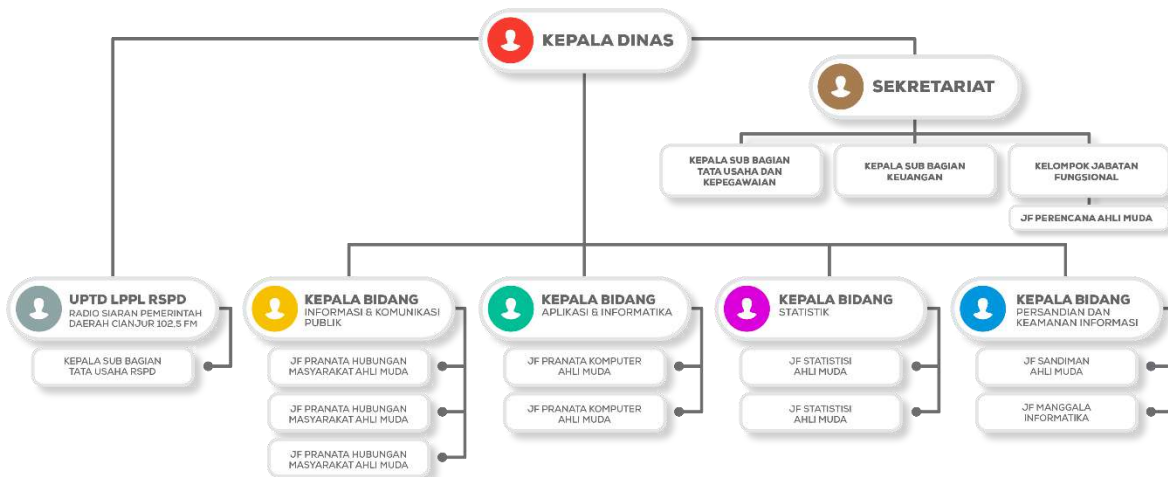 KEPALA DINAS
SEKRETARIAT
KEPALA SUB BAGIAN
TATA USAHA DAN
KEPEGAWAIAN
KEPALA SUB BAGIAN
KEUANGAN
KELOMPOK JABATAN
FUNGSIONAL
JF PERENCANA AHLI MUDA
UPTD LPPL RSPD
RADIO SIARAN PEMERINTAH
DAERAH CIANJUR 102,5 FM
KEPALA SUB BAGIAN
TATA USAHA RSPD
KEPALA BIDANG
INFORMASI & KOMUNIKASI
PUBLIK
JF PRANATA HUBUNGAN
MASYARAKAT AHLI MUDA
JF PRANATA HUBUNGAN
MASYARAKAT AHLI MUDA
JF PRANATA HUBUNGAN
MASYARAKAT AHLI MUDA
KEPALA BIDANG
APLIKASI & INFORMATIKA
JF PRANATA KOMPUTER
AHLI MUDA
JF PRANATA KOMPUTER
AHLI MUDA
KEPALA BIDANG
STATISTIK
JF STATISTISI
AHLI MUDA
JF STATISTISI
AHLI MUDA
KEPALA BIDANG
PERSANDIAN DAN
KEAMANAN INFORMASI
JF SANDIMAN
AHLI MUDA
JF MANGGALA
INFORMATIKA